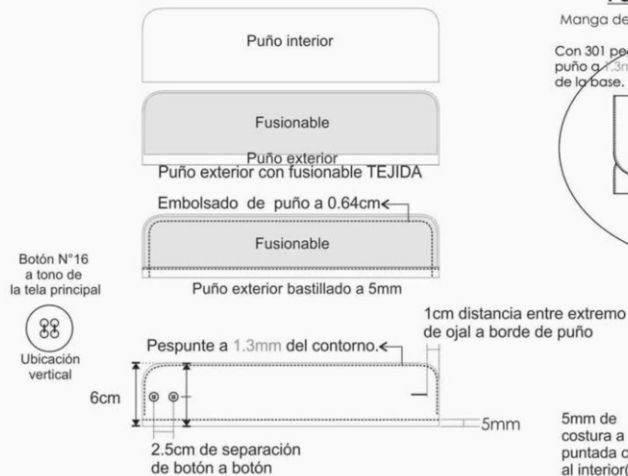 Puño interior
Manga de
Con 301 pe
puño a 1.3m
de la base.
Fusionable
Puño exterior
Puño exterior con fusionable TEJIDA
Embolsado de puño a 0.64cm
Fusionable
Puño exterior bastillado a 5mm
Botón N°16
a tono de
la tela principal
Ubicación
vertical
1cm distancia entre extremo
de ojal a borde de puño
Pespunte a 1.3mm del contorno.
6cm
5mm
2.5cm de separación
de botón a botón
5mm de
costura a
puntada o
al interior